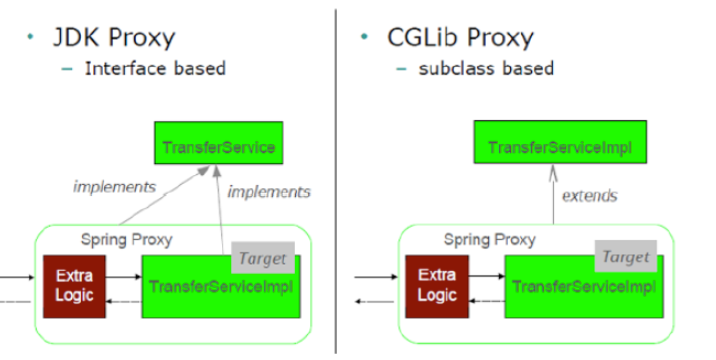 • JDK Proxy
– Interface based
TransferService
implements
implements
Spring Proxy
Target
Extra
Logic
TransferServiceImpl
• CGLib Proxy
– subclass based
TransferServiceImpl
extends
Spring Proxy
Target
Extra
Logic
TransferServiceImpl